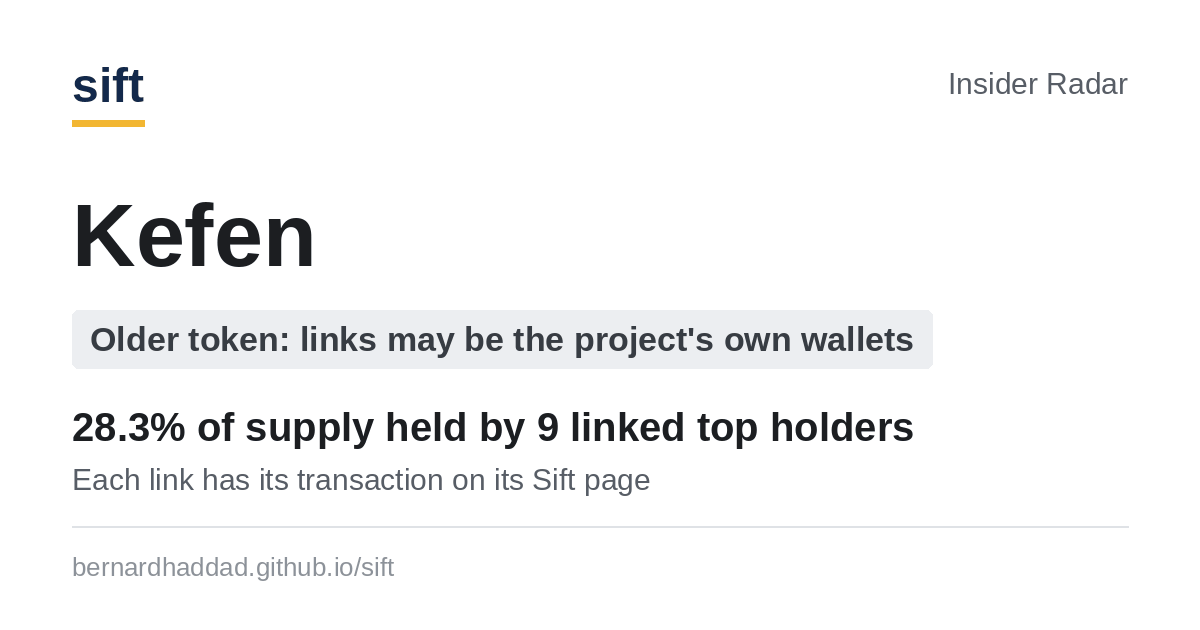 sift
Insider Radar
Kefen
Older token: links may be the project's own wallets
28.3% of supply held by 9 linked top holders
Each link has its transaction on its Sift page
bernardhaddad.github.io/sift